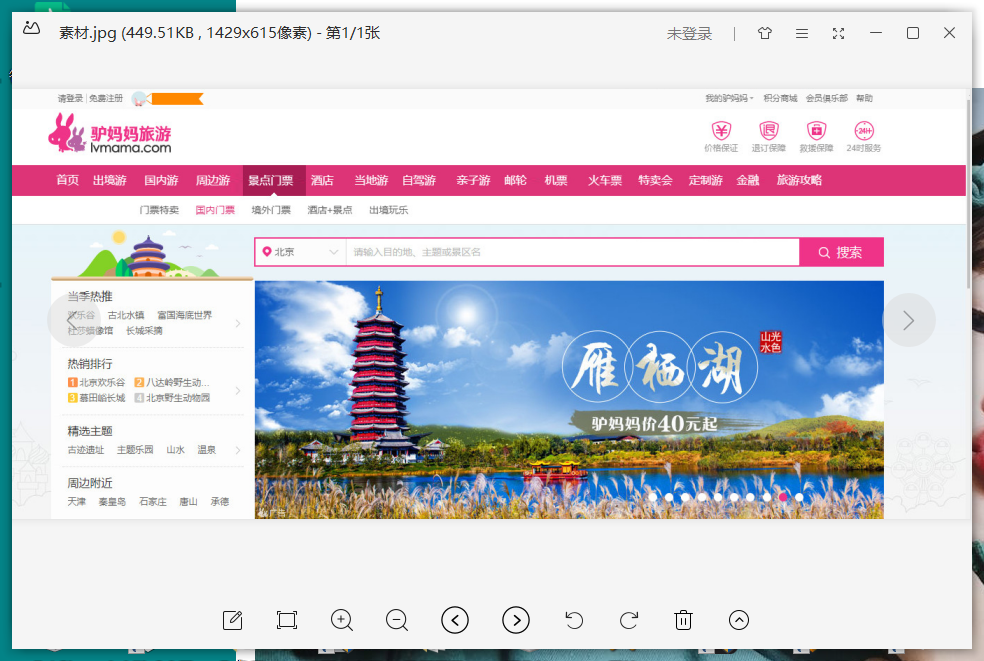 素材.jpg (449.51KB , 1429x615像素) - 第1/1张
未登录
请登录 | 免费注册
我的驴妈妈 积分商城 会员俱乐部 帮助
驴妈妈旅游
lvmama.com
¥ 退 24H
价格保证 退订保障 救援保障 24时服务
首页 出境游 国内游 周边游 景点门票 酒店 当地游 自驾游 亲子游 邮轮 机票 火车票 特卖会 定制游 金融 旅游攻略
门票特卖 国内门票 境外门票 酒店+景点 出境玩乐
北京 请输入目的地、主题或景区名 搜索
当季热推
欢乐谷 古北水镇 富国海底世界
杜莎蜡像馆 长城采摘
热销排行
1 北京欢乐谷 2 八达岭野生动...
3 慕田峪长城 4 北京野生动物园
精选主题
古迹遗址 主题乐园 山水 温泉
周边附近
天津 秦皇岛 石家庄 唐山 承德
雁栖湖
山光
水色
驴妈妈价40元起
广告